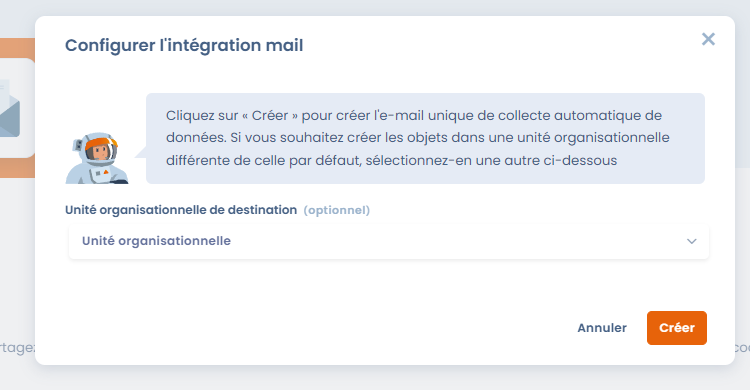 Configurer l'intégration mail
Cliquez sur « Créer » pour créer l'e-mail unique de collecte automatique de
données. Si vous souhaitez créer les objets dans une unité organisationnelle
différente de celle par défaut, sélectionnez-en une autre ci-dessous
Unité organisationnelle de destination (optionnel)
Unité organisationnelle
Annuler
Créer